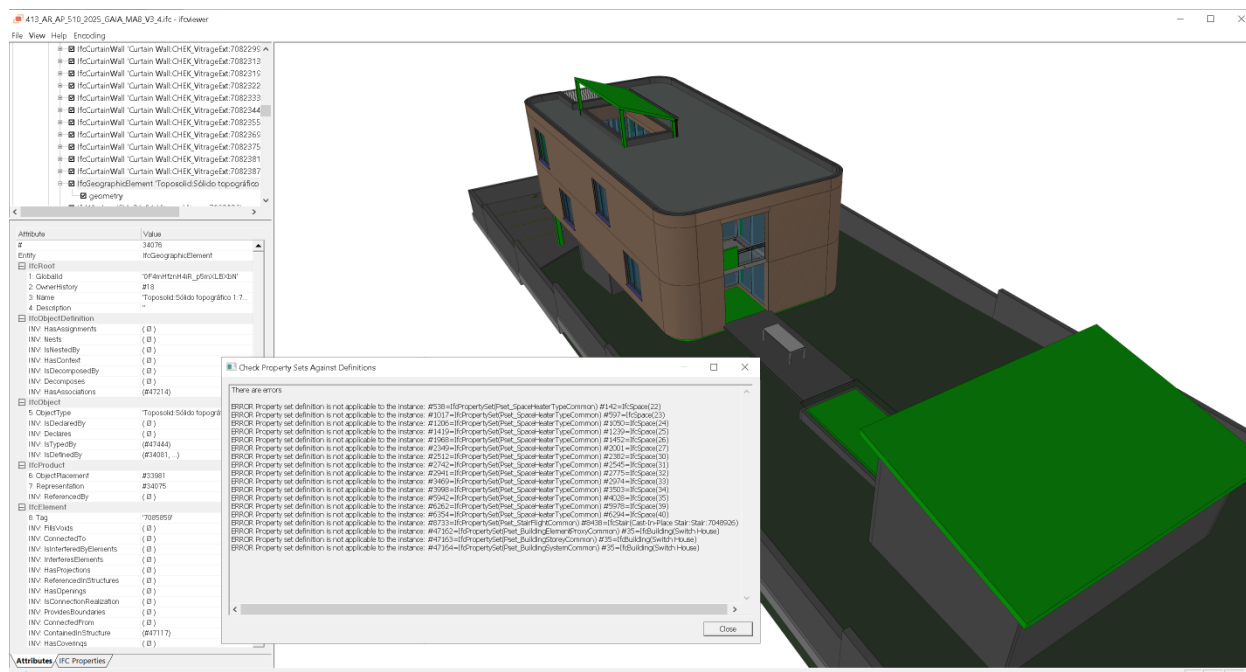 413_AR_AP_510_2025_GAIA_MAB_V3_4.ifc - ifcviewer
File View Help Encoding
IfcCurtainWall 'Curtain Wall:CHEK_VitrageExt:7082299
IfcCurtainWall 'Curtain Wall:CHEK_VitrageExt:7082313
IfcCurtainWall 'Curtain Wall:CHEK_VitrageExt:7082319
IfcCurtainWall 'Curtain Wall:CHEK_VitrageExt:7082322
IfcCurtainWall 'Curtain Wall:CHEK_VitrageExt:7082333
IfcCurtainWall 'Curtain Wall:CHEK_VitrageExt:7082344
IfcCurtainWall 'Curtain Wall:CHEK_VitrageExt:7082355
IfcCurtainWall 'Curtain Wall:CHEK_VitrageExt:7082369
IfcCurtainWall 'Curtain Wall:CHEK_VitrageExt:7082375
IfcCurtainWall 'Curtain Wall:CHEK_VitrageExt:7082381
IfcCurtainWall 'Curtain Wall:CHEK_VitrageExt:7082387
IfcGeographicElement 'Toposolid:Sólido topográfico
geometry
Attribute Value
# 34076
Entity IfcGeographicElement
IfcRoot
1: GlobalId
2: OwnerHistory #18
3: Name 'Toposolid:Sólido topográfico 1:7...
4: Description ''
IfcObjectDefinition
INV: HasAssignments ( Ø )
INV: Nests ( Ø )
INV: IsNestedBy ( Ø )
INV: HasContext ( Ø )
INV: IsDecomposedBy ( Ø )
INV: Decomposes ( Ø )
INV: HasAssociations (#47214)
IfcObject
5: ObjectType 'Toposolid:Sólido topográf
INV: IsDeclaredBy ( Ø )
INV: Declares ( Ø )
INV: IsTypedBy (#47444)
INV: IsDefinedBy (#34081, ...)
IfcProduct
6: ObjectPlacement #33981
7: Representation #34075
INV: ReferencedBy ( Ø )
IfcElement
8: Tag '7085859'
INV: FillsVoids ( Ø )
INV: ConnectedTo ( Ø )
INV: IsInterferedByElements ( Ø )
INV: InterferesElements ( Ø )
INV: HasProjections ( Ø )
INV: ReferencedInStructures ( Ø )
INV: HasOpenings ( Ø )
INV: IsConnectionRealization ( Ø )
INV: ProvidesBoundaries ( Ø )
INV: ConnectedFrom ( Ø )
INV: ContainedInStructure (#47117)
INV: HasCoverings ( Ø )
Attributes IFC Properties
Check Property Sets Against Definitions
There are errors
ERROR Property set definition is not applicable to the instance: #538=IfcPropertySet(Pset_SpaceHeaterTypeCommon) #142=IfcSpace(22)
ERROR Property set definition is not applicable to the instance: #1017=IfcPropertySet(Pset_SpaceHeaterTypeCommon) #597=IfcSpace(23)
ERROR Property set definition is not applicable to the instance: #1206=IfcPropertySet(Pset_SpaceHeaterTypeCommon) #1050=IfcSpace(24)
ERROR Property set definition is not applicable to the instance: #1419=IfcPropertySet(Pset_SpaceHeaterTypeCommon) #1239=IfcSpace(25)
ERROR Property set definition is not applicable to the instance: #1968=IfcPropertySet(Pset_SpaceHeaterTypeCommon) #1452=IfcSpace(26)
ERROR Property set definition is not applicable to the instance: #2349=IfcPropertySet(Pset_SpaceHeaterTypeCommon) #2001=IfcSpace(27)
ERROR Property set definition is not applicable to the instance: #2512=IfcPropertySet(Pset_SpaceHeaterTypeCommon) #2382=IfcSpace(30)
ERROR Property set definition is not applicable to the instance: #2742=IfcPropertySet(Pset_SpaceHeaterTypeCommon) #2545=IfcSpace(31)
ERROR Property set definition is not applicable to the instance: #2941=IfcPropertySet(Pset_SpaceHeaterTypeCommon) #2775=IfcSpace(32)
ERROR Property set definition is not applicable to the instance: #3469=IfcPropertySet(Pset_SpaceHeaterTypeCommon) #2974=IfcSpace(33)
ERROR Property set definition is not applicable to the instance: #3998=IfcPropertySet(Pset_SpaceHeaterTypeCommon) #3503=IfcSpace(34)
ERROR Property set definition is not applicable to the instance: #5942=IfcPropertySet(Pset_SpaceHeaterTypeCommon) #4028=IfcSpace(35)
ERROR Property set definition is not applicable to the instance: #6262=IfcPropertySet(Pset_SpaceHeaterTypeCommon) #5978=IfcSpace(39)
ERROR Property set definition is not applicable to the instance: #6354=IfcPropertySet(Pset_SpaceHeaterTypeCommon) #6294=IfcSpace(40)
ERROR Property set definition is not applicable to the instance: #8733=IfcPropertySet(Pset_StairFlightCommon) #8438=IfcStair(Cast-In-Place Stair:Stair:7048926)
ERROR Property set definition is not applicable to the instance: #47162=IfcPropertySet(Pset_BuildingElementProxyCommon) #35=IfcBuilding(Switch House)
ERROR Property set definition is not applicable to the instance: #47163=IfcPropertySet(Pset_BuildingStoreyCommon) #35=IfcBuilding(Switch House)
ERROR Property set definition is not applicable to the instance: #47164=IfcPropertySet(Pset_BuildingSystemCommon) #35=IfcBuilding(Switch House)
Close